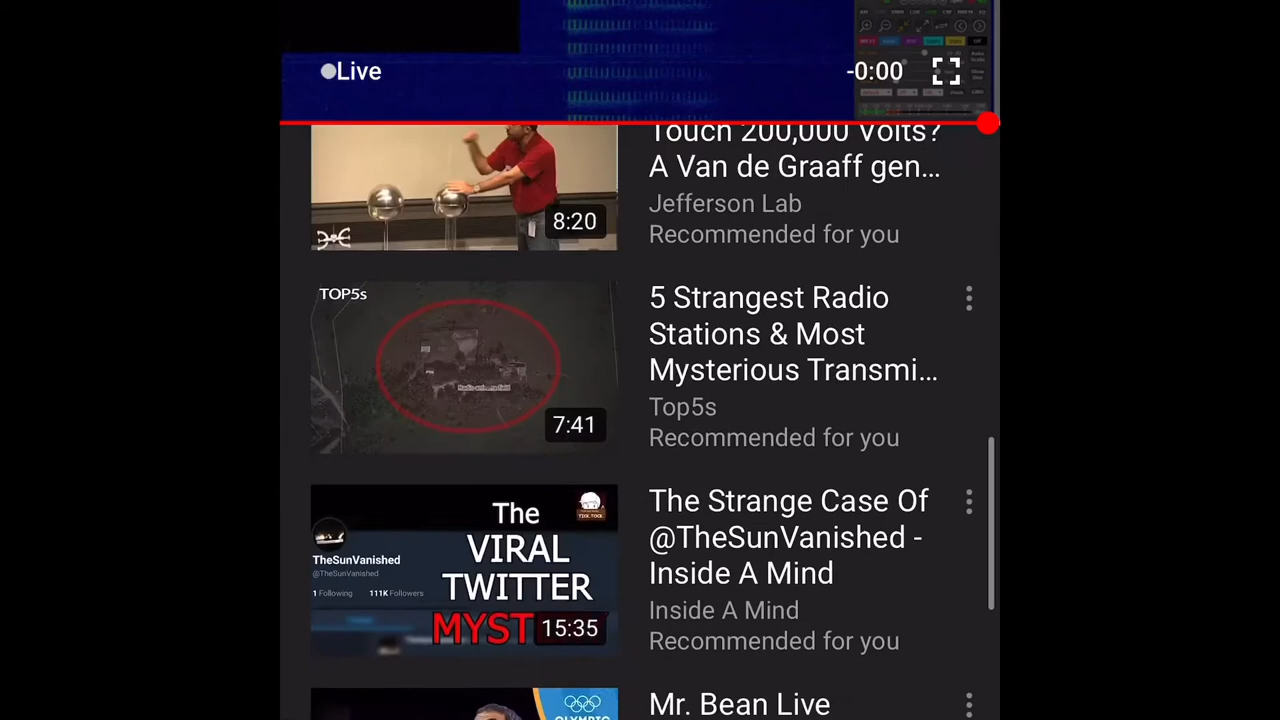 Live
-0:00
Touch 200,000 Volts?
A Van de Graaff gen...
Jefferson Lab
Recommended for you
8:20
TOP5s
7:41
5 Strangest Radio
Stations & Most
Mysterious Transmi...
Top5s
Recommended for you
The
VIRAL
TWITTER
MYST
TheSunVanished
@TheSunVanished
1 Following 111K Followers
15:35
The Strange Case Of
@TheSunVanished -
Inside A Mind
Inside A Mind
Recommended for you
Mr. Bean Live